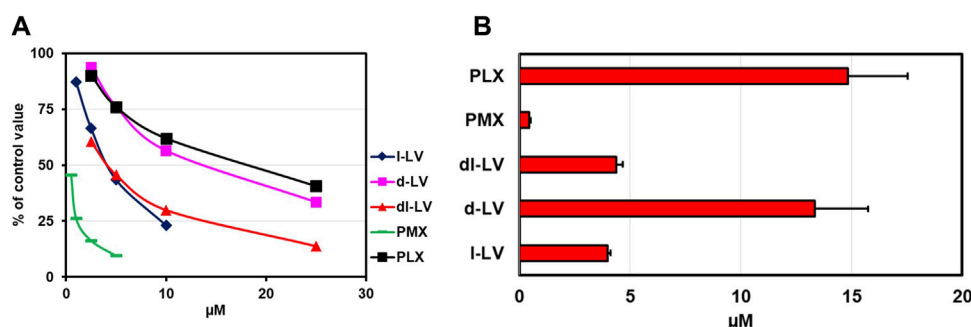 A
% of control value
100
75
50
25
0
0 10 20 30
µM
l-LV
d-LV
dl-LV
PMX
PLX
B
PLX
PMX
dl-LV
d-LV
l-LV
0 5 10 15 20
µM